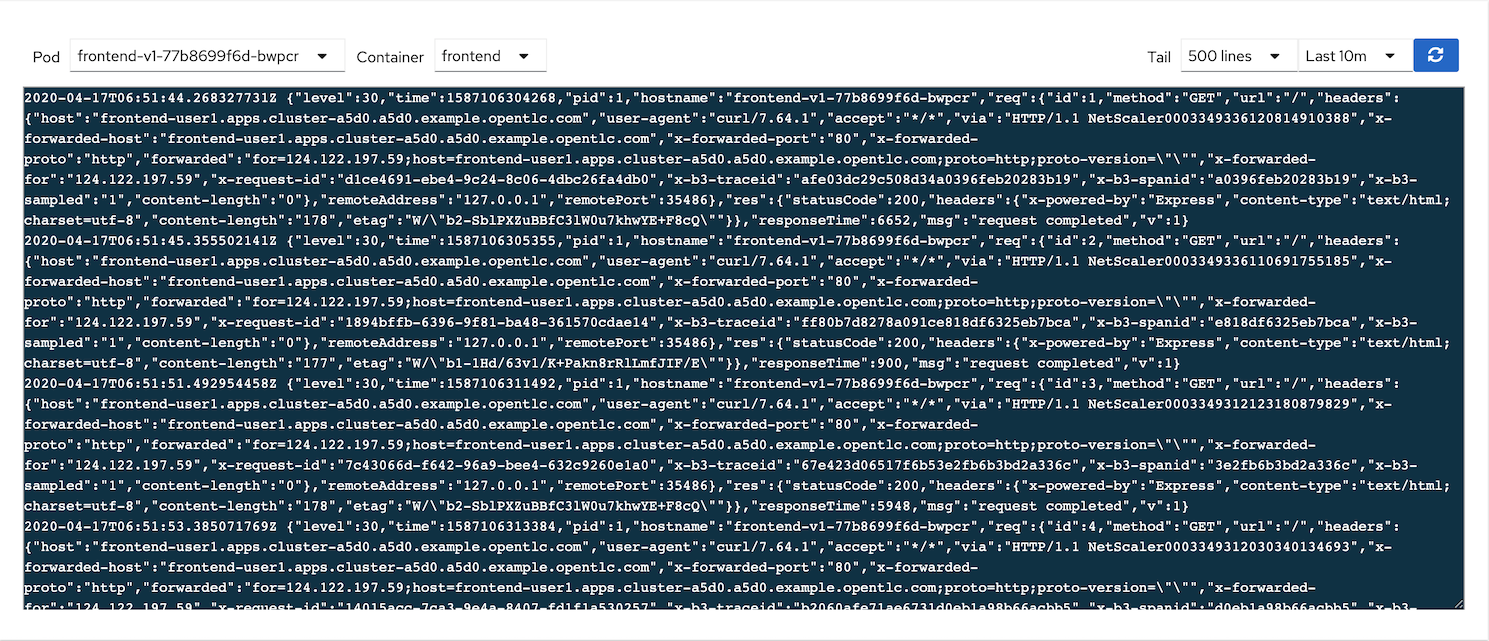 Pod frontend-v1-77b8699f6d-bwpcr Container frontend Tail 500 lines Last 10m
2020-04-17T06:51:44.268327731Z {"level":30,"time":1587106304268,"pid":1,"hostname":"frontend-v1-77b8699f6d-bwpcr","req":{"id":1,"method":"GET","url":"/","headers":
{"host":"frontend-user1.apps.cluster-a5d0.a5d0.example.opentlc.com","user-agent":"curl/7.64.1","accept":"*/*","via":"HTTP/1.1 NetScaler0003349336120814910388","x-
forwarded-host":"frontend-user1.apps.cluster-a5d0.a5d0.example.opentlc.com","x-forwarded-port":"80","x-forwarded-
proto":"http","forwarded":"for=124.122.197.59;host=frontend-user1.apps.cluster-a5d0.a5d0.example.opentlc.com;proto=http;proto-version=\"\"","x-forwarded-
for":"124.122.197.59","x-request-id":"d1ce4691-ebe4-9c24-8c06-4dbc26fa4db0","x-b3-traceid":"afe03dc29c508d34a0396feb20283b19","x-b3-spanid":"a0396feb20283b19","x-b3-
sampled":"1","content-length":"0"},"remoteAddress":"127.0.0.1","remotePort":35486},"res":{"statusCode":200,"headers":{"x-powered-by":"Express","content-type":"text/html;
charset=utf-8","content-length":"178","etag":"W/\"b2-SblPXZuBBfC3lW0u7khwYE+F8cQ\""}},"responseTime":6652,"msg":"request completed","v":1}
2020-04-17T06:51:45.355502141Z {"level":30,"time":1587106305355,"pid":1,"hostname":"frontend-v1-77b8699f6d-bwpcr","req":{"id":2,"method":"GET","url":"/","headers":
{"host":"frontend-user1.apps.cluster-a5d0.a5d0.example.opentlc.com","user-agent":"curl/7.64.1","accept":"*/*","via":"HTTP/1.1 NetScaler0003349336110691755185","x-
forwarded-host":"frontend-user1.apps.cluster-a5d0.a5d0.example.opentlc.com","x-forwarded-port":"80","x-forwarded-
proto":"http","forwarded":"for=124.122.197.59;host=frontend-user1.apps.cluster-a5d0.a5d0.example.opentlc.com;proto=http;proto-version=\"\"","x-forwarded-
for":"124.122.197.59","x-request-id":"1894bffb-6396-9f81-ba48-361570cdae14","x-b3-traceid":"ff80b7d8278a091ce818df6325eb7bca","x-b3-spanid":"e818df6325eb7bca","x-b3-
sampled":"1","content-length":"0"},"remoteAddress":"127.0.0.1","remotePort":35486},"res":{"statusCode":200,"headers":{"x-powered-by":"Express","content-type":"text/html;
charset=utf-8","content-length":"177","etag":"W/\"b1-lHd/63v1/K+Pakn8rRlLmfJIF/E\""}},"responseTime":900,"msg":"request completed","v":1}
2020-04-17T06:51:51.492954458Z {"level":30,"time":1587106311492,"pid":1,"hostname":"frontend-v1-77b8699f6d-bwpcr","req":{"id":3,"method":"GET","url":"/","headers":
{"host":"frontend-user1.apps.cluster-a5d0.a5d0.example.opentlc.com","user-agent":"curl/7.64.1","accept":"*/*","via":"HTTP/1.1 NetScaler0003349312123180879829","x-
forwarded-host":"frontend-user1.apps.cluster-a5d0.a5d0.example.opentlc.com","x-forwarded-port":"80","x-forwarded-
proto":"http","forwarded":"for=124.122.197.59;host=frontend-user1.apps.cluster-a5d0.a5d0.example.opentlc.com;proto=http;proto-version=\"\"","x-forwarded-
for":"124.122.197.59","x-request-id":"7c43066d-f642-96a9-bee4-632c9260e1a0","x-b3-traceid":"67e423d06517f6b53e2fb6b3bd2a336c","x-b3-spanid":"3e2fb6b3bd2a336c","x-b3-
sampled":"1","content-length":"0"},"remoteAddress":"127.0.0.1","remotePort":35486},"res":{"statusCode":200,"headers":{"x-powered-by":"Express","content-type":"text/html;
charset=utf-8","content-length":"178","etag":"W/\"b2-SblPXZuBBfC3lW0u7khwYE+F8cQ\""}},"responseTime":5948,"msg":"request completed","v":1}
2020-04-17T06:51:53.385071769Z {"level":30,"time":1587106313384,"pid":1,"hostname":"frontend-v1-77b8699f6d-bwpcr","req":{"id":4,"method":"GET","url":"/","headers":
{"host":"frontend-user1.apps.cluster-a5d0.a5d0.example.opentlc.com","user-agent":"curl/7.64.1","accept":"*/*","via":"HTTP/1.1 NetScaler0003349312030340134693","x-
forwarded-host":"frontend-user1.apps.cluster-a5d0.a5d0.example.opentlc.com","x-forwarded-port":"80","x-forwarded-
proto":"http","forwarded":"for=124.122.197.59;host=frontend-user1.apps.cluster-a5d0.a5d0.example.opentlc.com;proto=http;proto-version=\"\"","x-forwarded-
for":"124.122.197.59","x-request-id":"14015acc-7ca3-9e4a-8407-fd1f1a530257","x-b3-traceid":"b2060afe71ae6731d0eb1a98b66acbb5","x-b3-spanid":"d0eb1a98b66acbb5","x-b3-